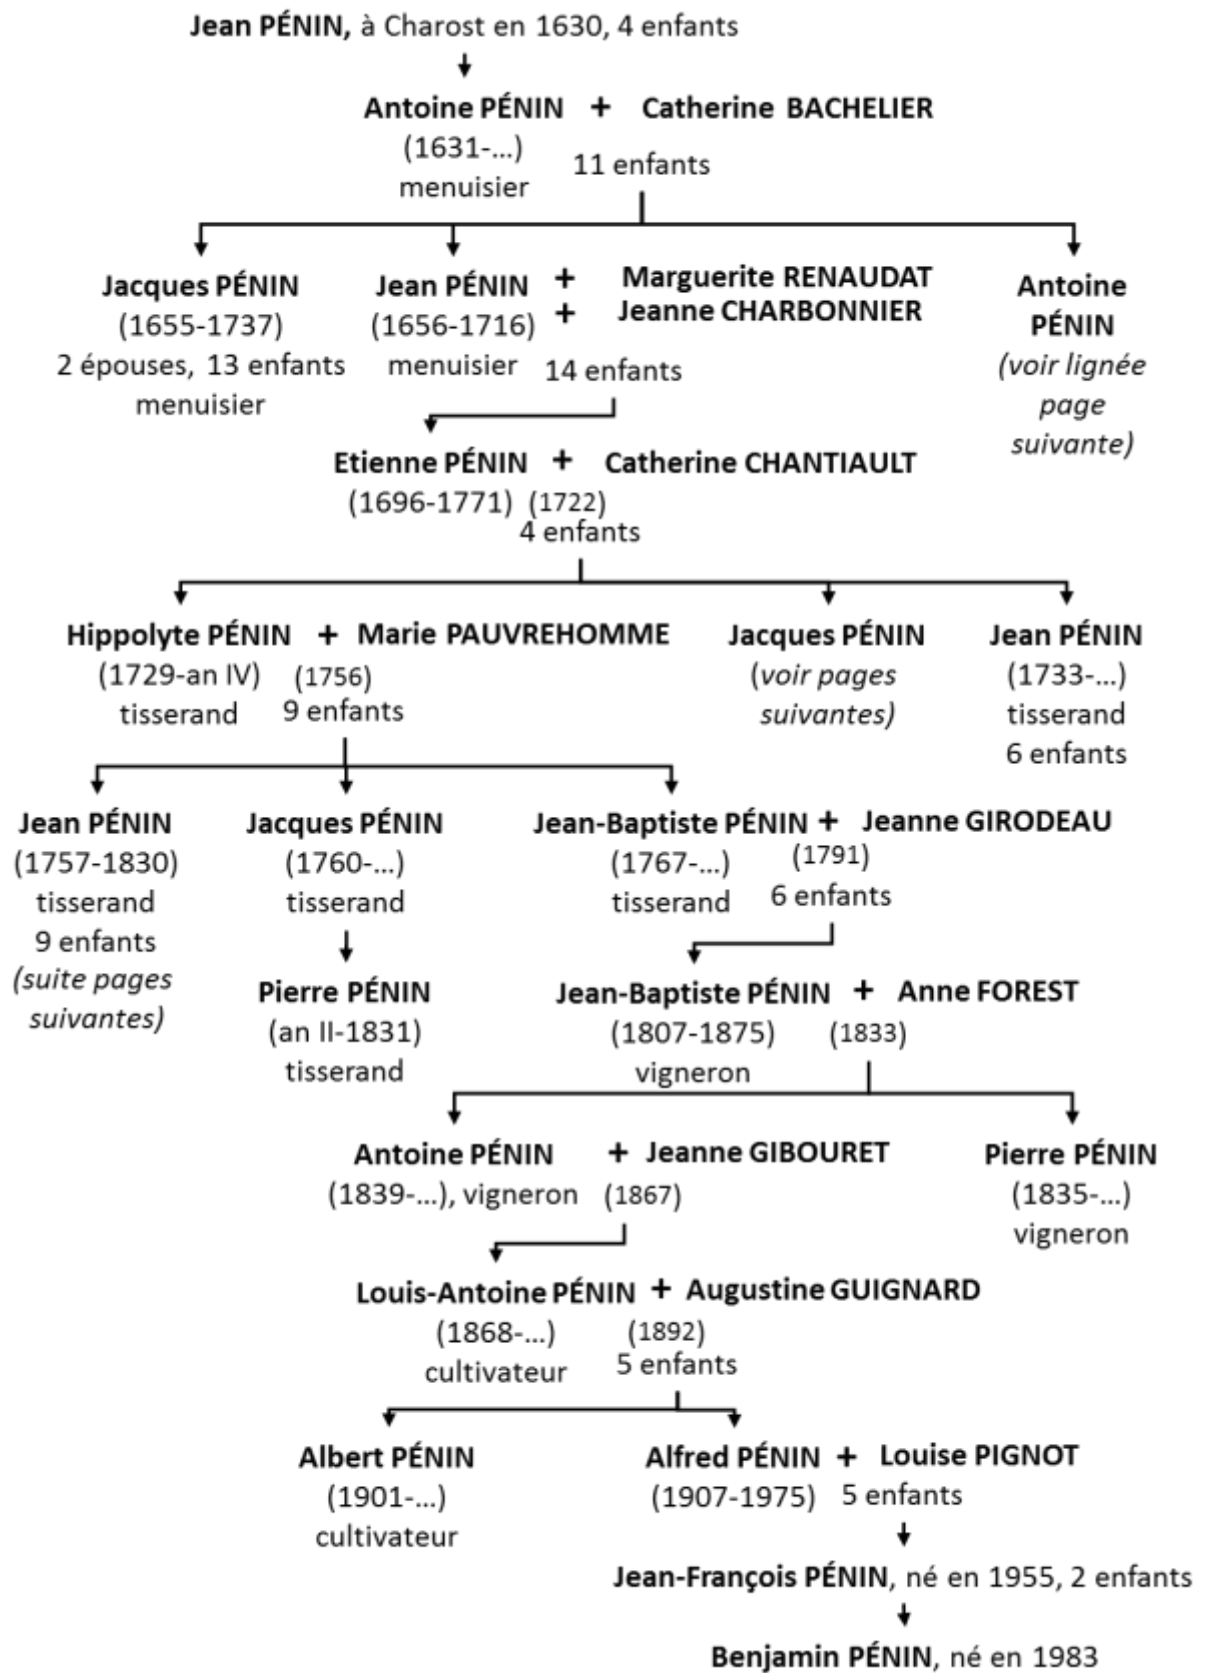 Jean PÉNIN, à Charost en 1630, 4 enfants
Antoine PÉNIN + Catherine BACHELIER
(1631-...)
menuisier
11 enfants
Jacques PÉNIN
(1655-1737)
2 épouses, 13 enfants
menuisier
Jean PÉNIN
(1656-1716)
menuisier
+ Marguerite RENAUDAT
+ Jeanne CHARBONNIER
14 enfants
Antoine
PÉNIN
(voir lignée
page
suivante)
Etienne PÉNIN + Catherine CHANTIAULT
(1696-1771) (1722)
4 enfants
Hippolyte PÉNIN + Marie PAUVREHOMME
(1729-an IV) (1756)
tisserand 9 enfants
Jacques PÉNIN
(voir pages
suivantes)
Jean PÉNIN
(1733-...)
tisserand
6 enfants
Jean PÉNIN
(1757-1830)
tisserand
9 enfants
(suite pages
suivantes)
Jacques PÉNIN
(1760-...)
tisserand
Pierre PÉNIN
(an II-1831)
tisserand
Jean-Baptiste PÉNIN + Jeanne GIRODEAU
(1767-...) (1791)
tisserand 6 enfants
Jean-Baptiste PÉNIN + Anne FOREST
(1807-1875) (1833)
vigneron
Antoine PÉNIN + Jeanne GIBOURET
(1839-...), vigneron (1867)
Pierre PÉNIN
(1835-...)
vigneron
Louis-Antoine PÉNIN + Augustine GUIGNARD
(1868-...) (1892)
cultivateur 5 enfants
Albert PÉNIN
(1901-...)
cultivateur
Alfred PÉNIN + Louise PIGNOT
(1907-1975) 5 enfants
Jean-François PÉNIN, né en 1955, 2 enfants
Benjamin PÉNIN, né en 1983